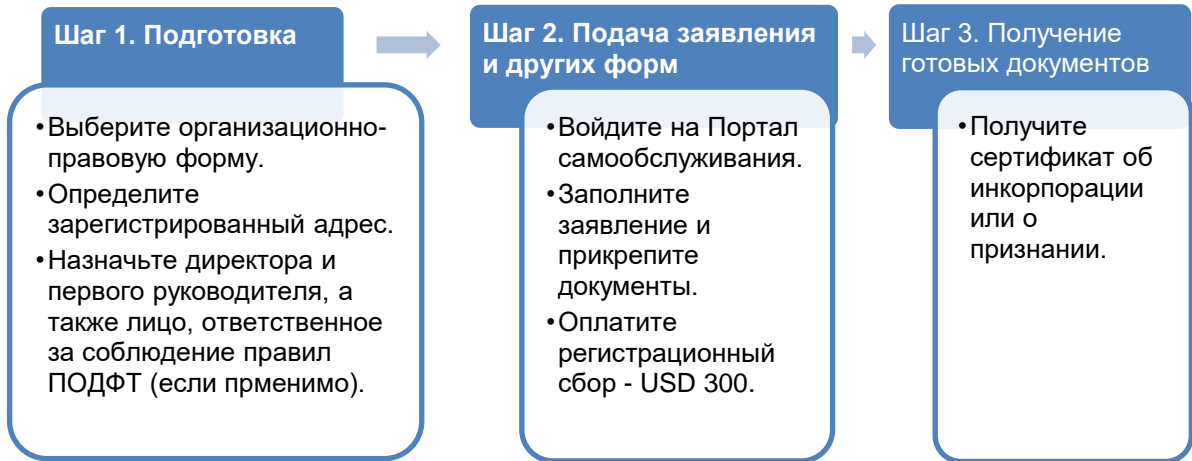 Шаг 1. Подготовка
•Выберите организационно-
правовую форму.
•Определите
зарегистрированный адрес.
•Назначьте директора и
первого руководителя, а
также лицо, ответственное
за соблюдение правил
ПОДФТ (если прменимо).
Шаг 2. Подача заявления
и других форм
•Войдите на Портал
самообслуживания.
•Заполните
заявление и
прикрепите
документы.
•Оплатите
регистрационный
сбор - USD 300.
Шаг 3. Получение
готовых документов
•Получите
сертификат об
инкорпорации
или о
признании.